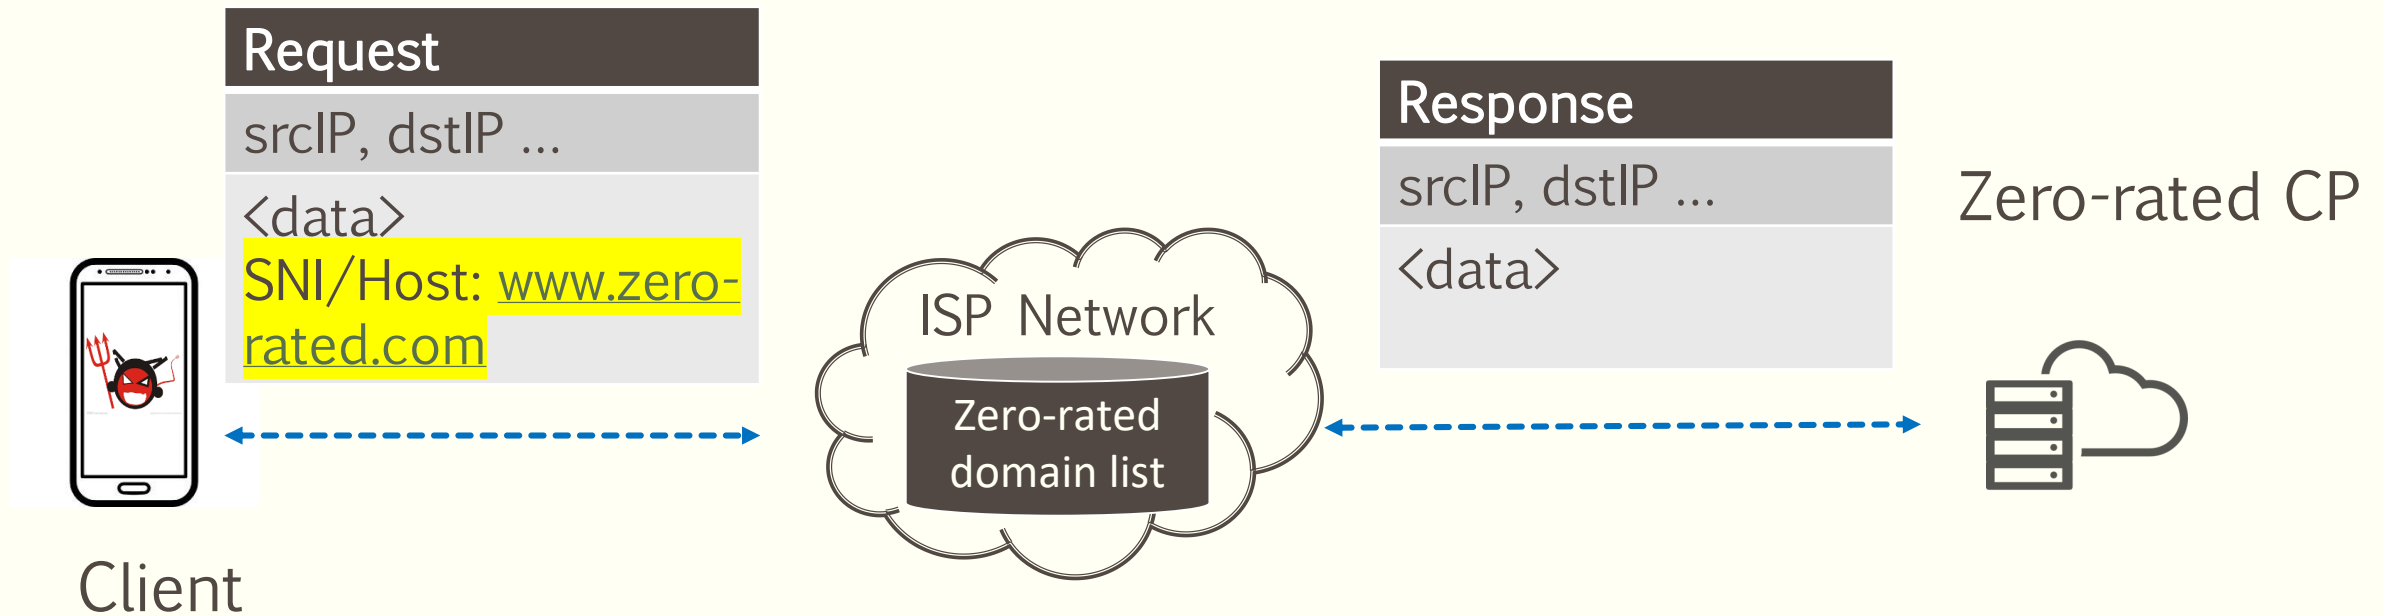 Request
srcIP, dstIP ...
<data>
SNI/Host: www.zero-
rated.com
Client
ISP Network
Zero-rated
domain list
Response
srcIP, dstIP ...
<data>
Zero-rated CP